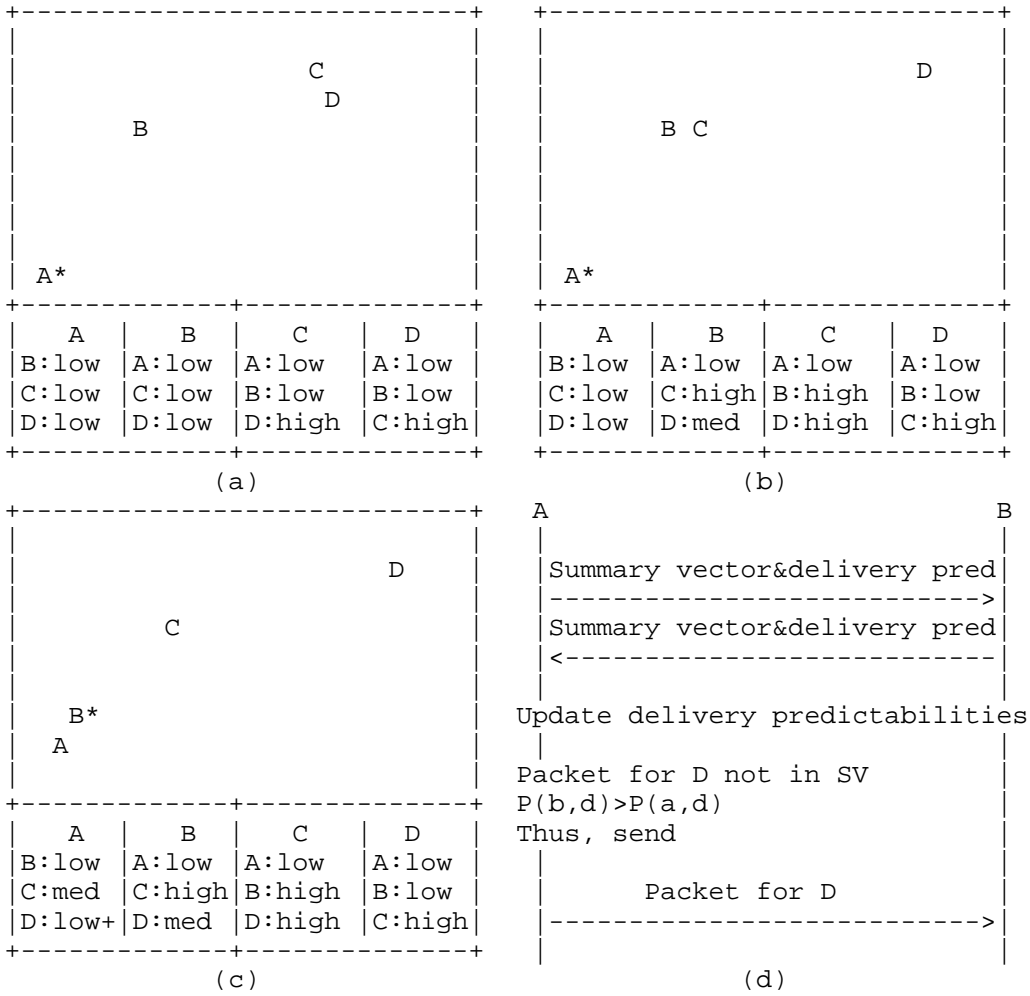 +-----------------------------+   +-----------------------------+
|                             |   |                             |
|                  C          |   |                       D     |
|                   D         |   |                             |
|       B                     |   |       B C                   |
|                             |   |                             |
|                             |   |                             |
|                             |   |                             |
|                             |   |                             |
| A*                          |   | A*                          |
+-------------+---------------+   +-------------+---------------+
|   A  |   B  |   C   |  D    |   |   A  |   B  |   C   |  D    |
|B:low |A:low |A:low  |A:low  |   |B:low |A:low |A:low  |A:low  |
|C:low |C:low |B:low  |B:low  |   |C:low |C:high|B:high |B:low  |
|D:low |D:low |D:high |C:high|   |D:low |D:med |D:high |C:high|
+-------------+---------------+   +-------------+---------------+
(a)   (b)
+-----------------------------+   A                            B
|                             |   |                            |
|                       D     |   |Summary vector&delivery pred|
|                             |   |--------------------------->|
|         C                   |   |Summary vector&delivery pred|
|                             |   |<---------------------------|
|                             |   |                            |
|   B*                        |   Update delivery predictabilities
|  A                          |   |                            |
|                             |   Packet for D not in SV       |
+-------------+---------------+   P(b,d)>P(a,d)                |
|   A  |   B  |   C   |  D    |   Thus, send                   |
|B:low |A:low |A:low  |A:low  |   |                            |
|C:med |C:high|B:high |B:low  |   |      Packet for D          |
|D:low+|D:med |D:high |C:high|   |--------------------------->|
+-------------+---------------+   |                            |
(c)   (d)